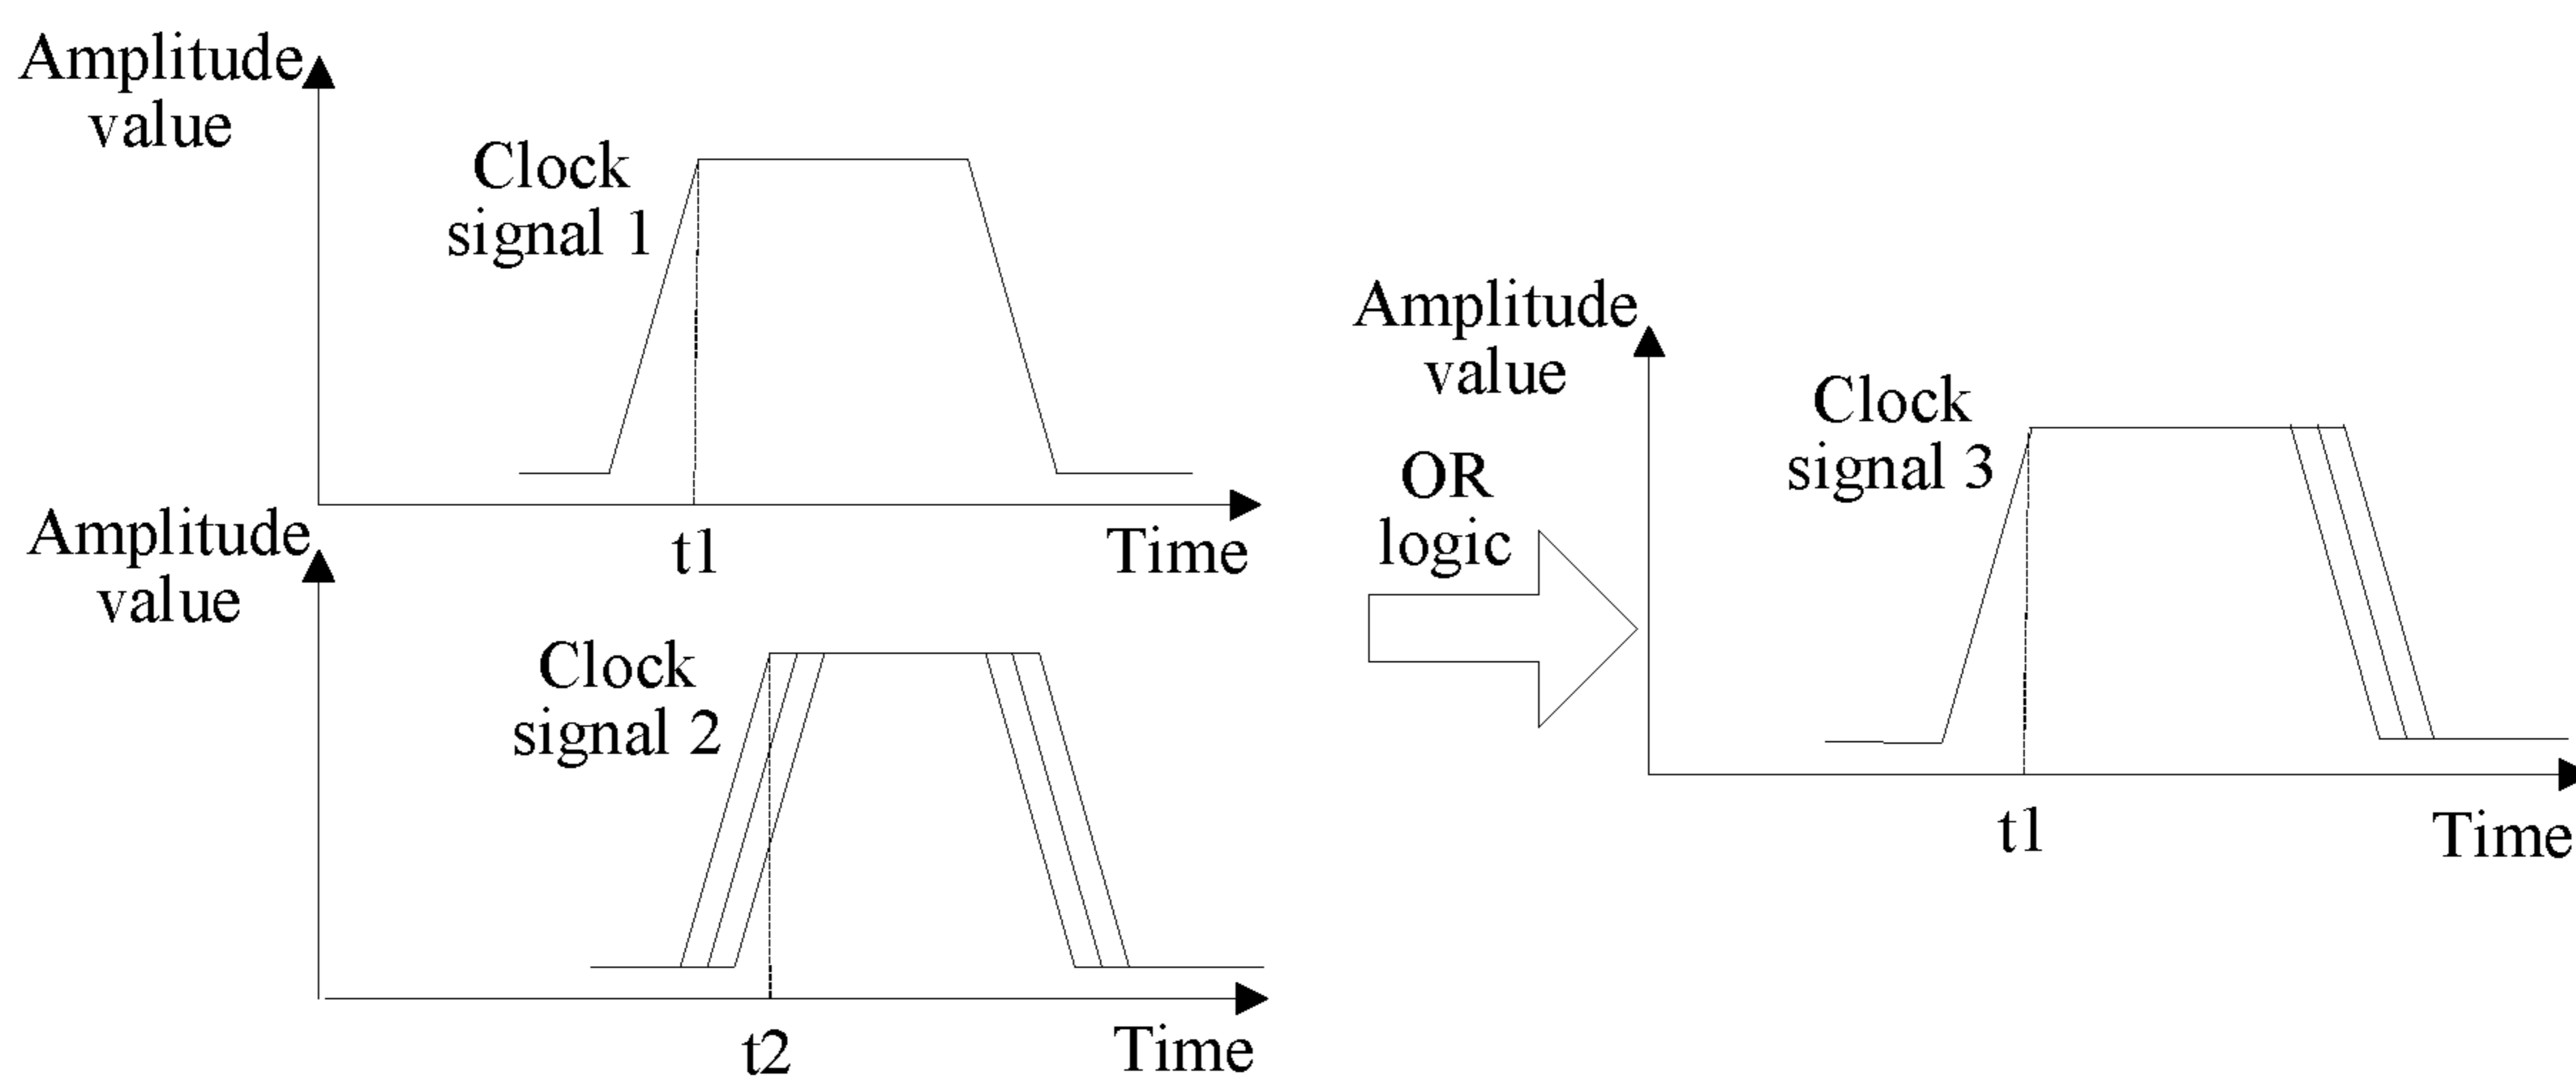 Amplitude
value
Clock
signal 1
t1
Time
Amplitude
value
Clock
signal 2
t2
Time
OR
logic
Amplitude
value
Clock
signal 3
t1
Time